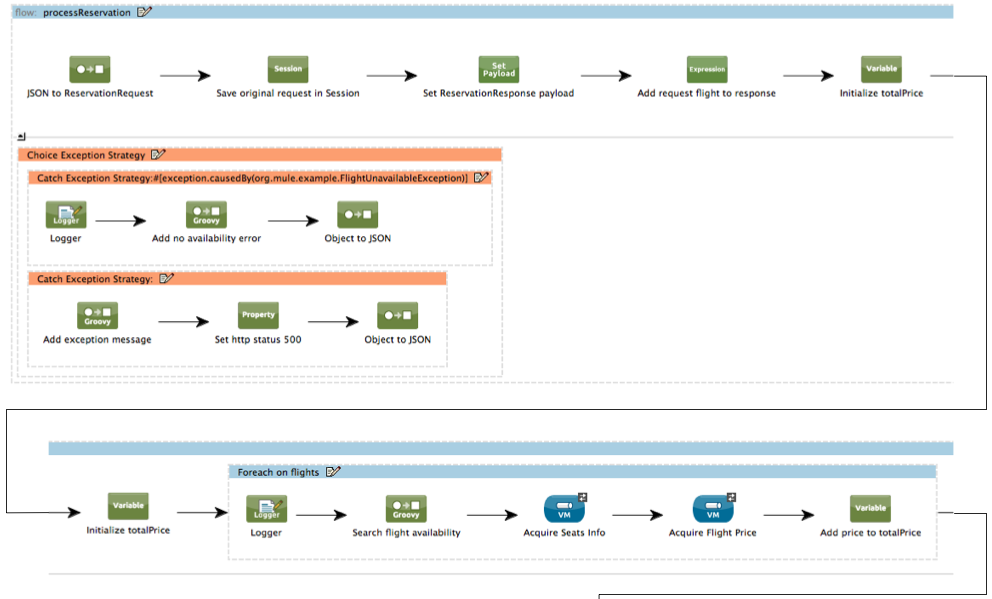 flow: processReservation
Session
Set
Payload
Expression
Variable
JSON to ReservationRequest
Save original request in Session
Set ReservationResponse payload
Add request flight to response
Initialize totalPrice
Choice Exception Strategy
Catch Exception Strategy:#[exception.causedBy(org.mule.example.FlightUnavailableException)]
Logger
Groovy
Logger
Add no availability error
Object to JSON
Catch Exception Strategy:
Groovy
Property
Add exception message
Set http status 500
Object to JSON
Foreach on flights
Variable
Logger
Groovy
VM
VM
Variable
Initialize totalPrice
Logger
Search flight availability
Acquire Seats Info
Acquire Flight Price
Add price to totalPrice